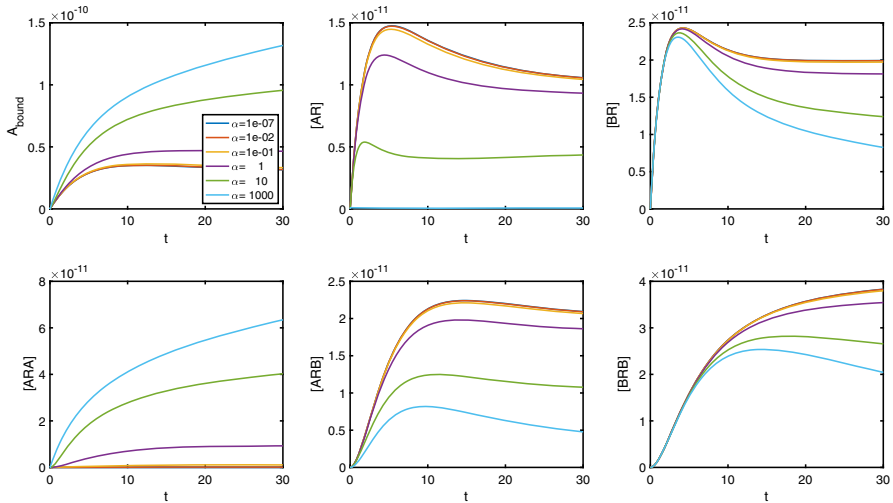 ×10⁻¹⁰
1.5
1
0.5
0
A_bound
0 10 20 30
t
α=1e-07
α=1e-02
α=1e-01
α= 1
α= 10
α= 1000
×10⁻¹¹
1.5
1
0.5
0
[AR]
0 10 20 30
t
×10⁻¹¹
2.5
2
1.5
1
0.5
0
[BR]
0 10 20 30
t
×10⁻¹¹
8
6
4
2
0
[ARA]
0 10 20 30
t
×10⁻¹¹
2.5
2
1.5
1
0.5
0
[ARB]
0 10 20 30
t
×10⁻¹¹
4
3
2
1
0
[BRB]
0 10 20 30
t